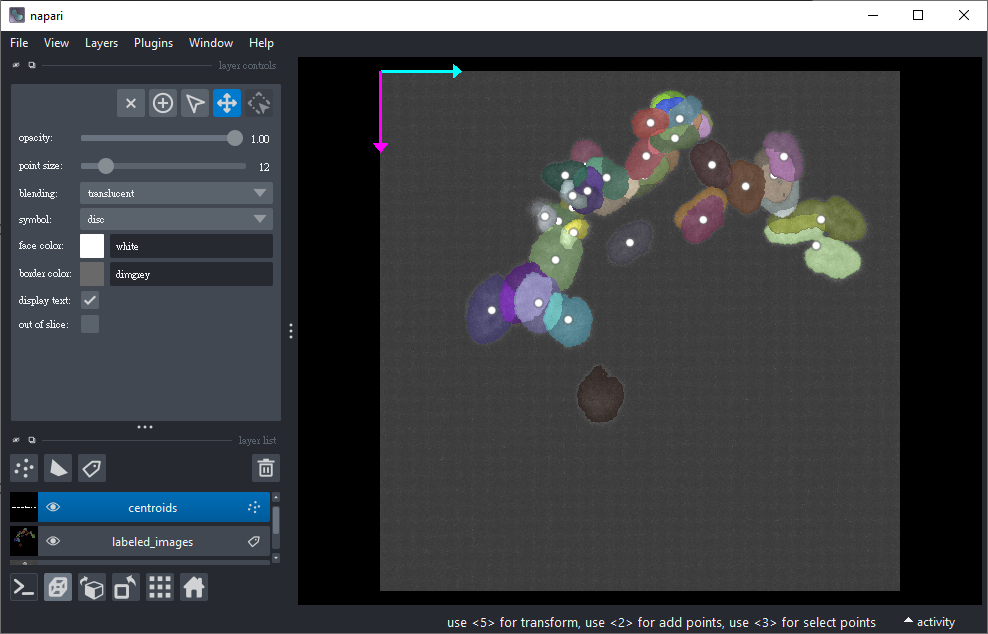 napari
File View Layers Plugins Window Help
layer controls
opacity: 1.00
point size: 12
blending: translucent
symbol: disc
face color: white
border color: dimgrey
display text:
out of slice:
layer list
centroids
labeled_images
use <5> for transform, use <2> for add points, use <3> for select points activity